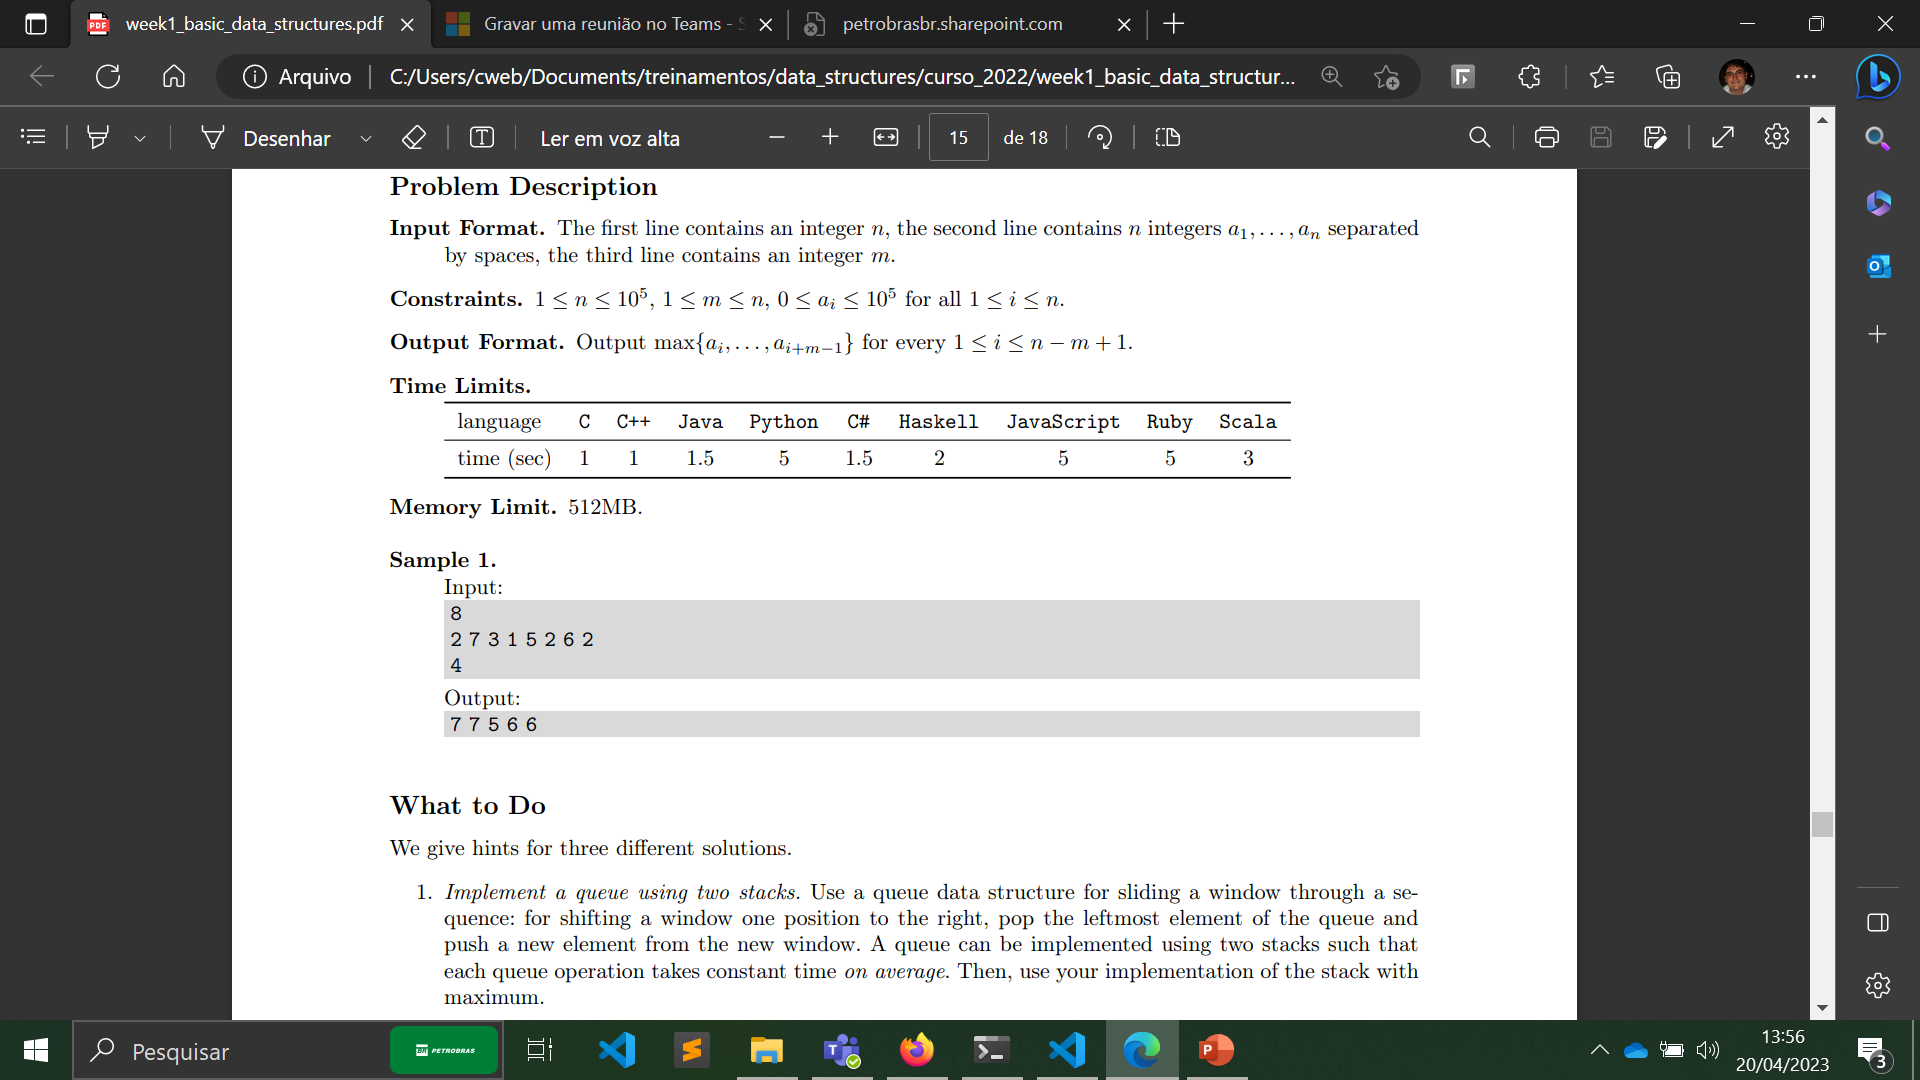 week1_basic_data_structures.pdf
Gravar uma reunião no Teams - S
petrobrasbr.sharepoint.com
Arquivo
C:/Users/cweb/Documents/treinamentos/data_structures/curso_2022/week1_basic_data_structur...
Desenhar
Ler em voz alta
15
de 18
Problem Description
Input Format. The first line contains an integer n, the second line contains n integers a₁, . . . , aₙ separated
by spaces, the third line contains an integer m.
Constraints. 1 ≤ n ≤ 10⁵, 1 ≤ m ≤ n, 0 ≤ aᵢ ≤ 10⁵ for all 1 ≤ i ≤ n.
Output Format. Output max{aᵢ, . . . , aᵢ₊ₘ₋₁} for every 1 ≤ i ≤ n − m + 1.
Time Limits.
language C C++ Java Python C# Haskell JavaScript Ruby Scala
time (sec) 1 1 1.5 5 1.5 2 5 5 3
Memory Limit. 512MB.
Sample 1.
Input:
8
2 7 3 1 5 2 6 2
4
Output:
7 7 5 6 6
What to Do
We give hints for three different solutions.
1. Implement a queue using two stacks. Use a queue data structure for sliding a window through a se-
quence: for shifting a window one position to the right, pop the leftmost element of the queue and
push a new element from the new window. A queue can be implemented using two stacks such that
each queue operation takes constant time on average. Then, use your implementation of the stack with
maximum.
Pesquisar
BR PETROBRAS
13:56
20/04/2023
3